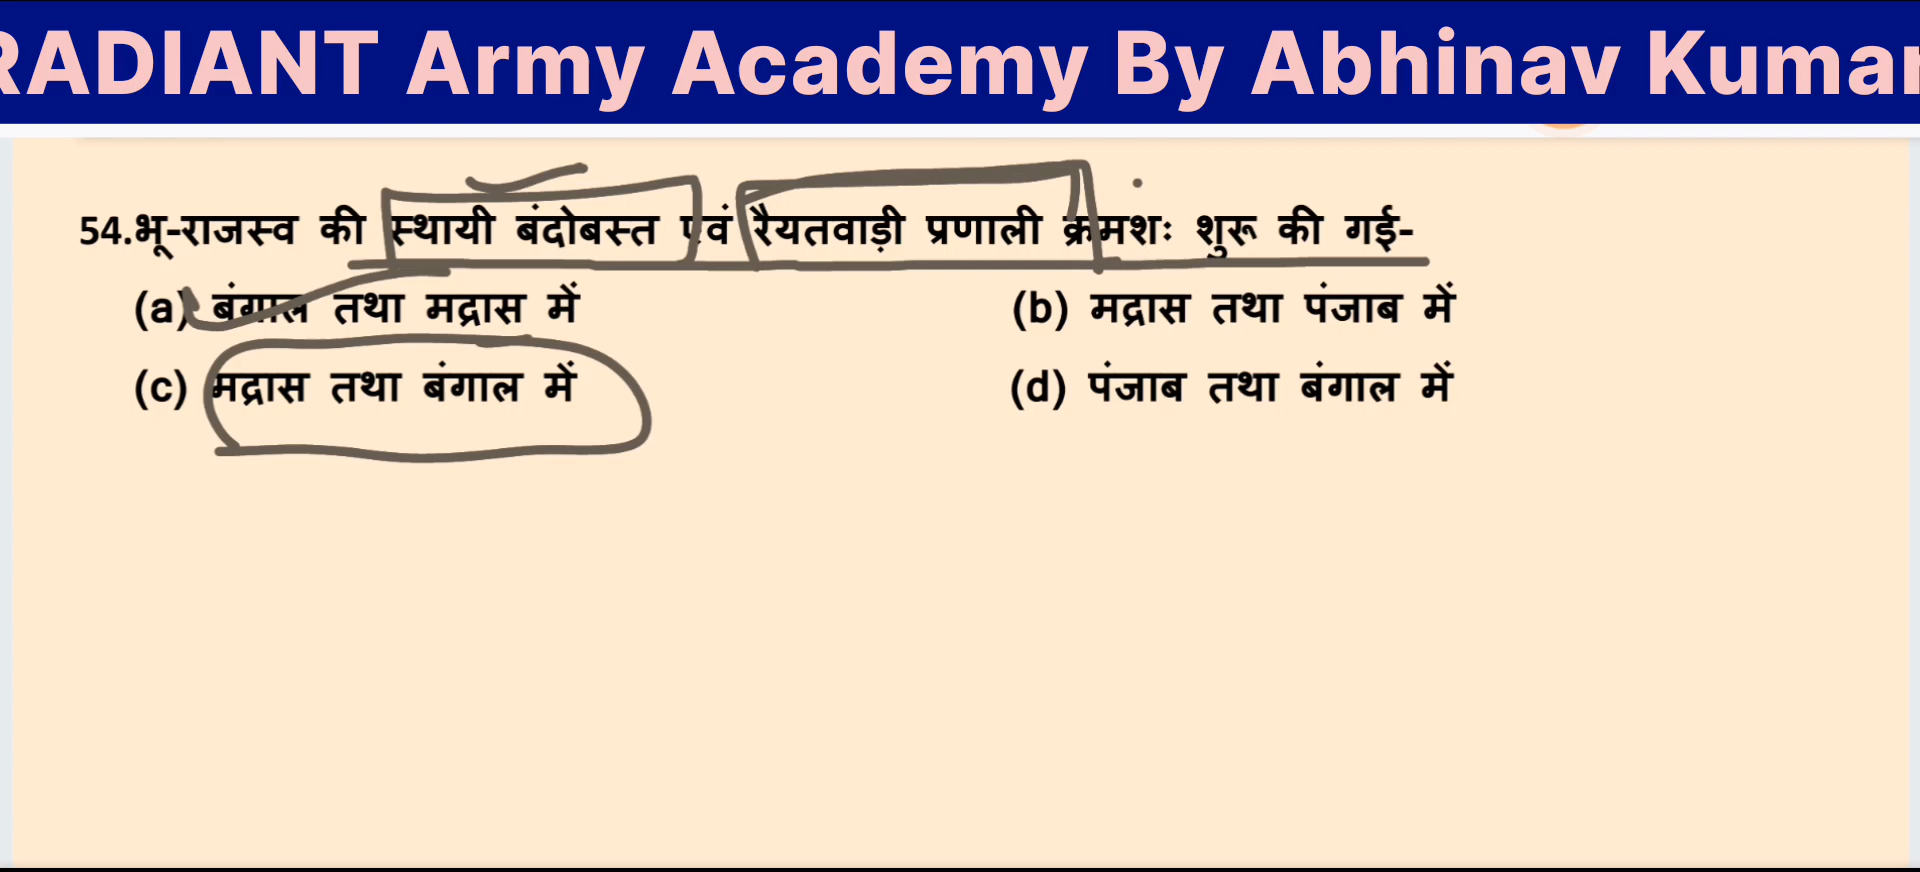 RADIANT Army Academy By Abhinav Kumar
54.भू-राजस्व की स्थायी बंदोबस्त एवं रैयतवाड़ी प्रणाली क्रमशः शुरू की गई-
(a) बंगाल तथा मद्रास में (b) मद्रास तथा पंजाब में
(c) मद्रास तथा बंगाल में (d) पंजाब तथा बंगाल में